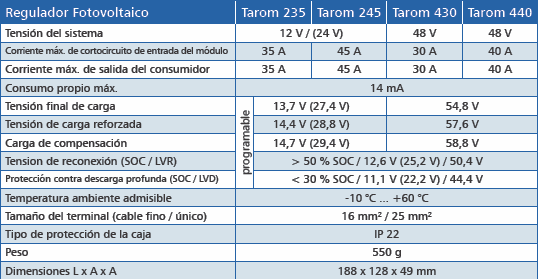 Regulador Fotovoltaico Tarom 235 Tarom 245 Tarom 430 Tarom 440
Tensión del sistema 12 V / (24 V) 48 V 48 V
Corriente máx. de cortocircuito de entrada del módulo 35 A 45 A 30 A 40 A
Corriente máx. de salida del consumidor 35 A 45 A 30 A 40 A
Consumo propio máx. 14 mA
programable
Tensión final de carga 13,7 V (27,4 V) 54,8 V
Tensión de carga reforzada 14,4 V (28,8 V) 57,6 V
Carga de compensación 14,7 V (29,4 V) 58,8 V
Tension de reconexión (SOC / LVR) > 50 % SOC / 12,6 V (25,2 V) / 50,4 V
Protección contra descarga profunda (SOC / LVD) < 30 % SOC / 11,1 V (22,2 V) / 44,4 V
Temperatura ambiente admisible -10 °C ... +60 °C
Tamaño del terminal (cable fino / único) 16 mm² / 25 mm²
Tipo de protección de la caja IP 22
Peso 550 g
Dimensiones L x A x A 188 x 128 x 49 mm